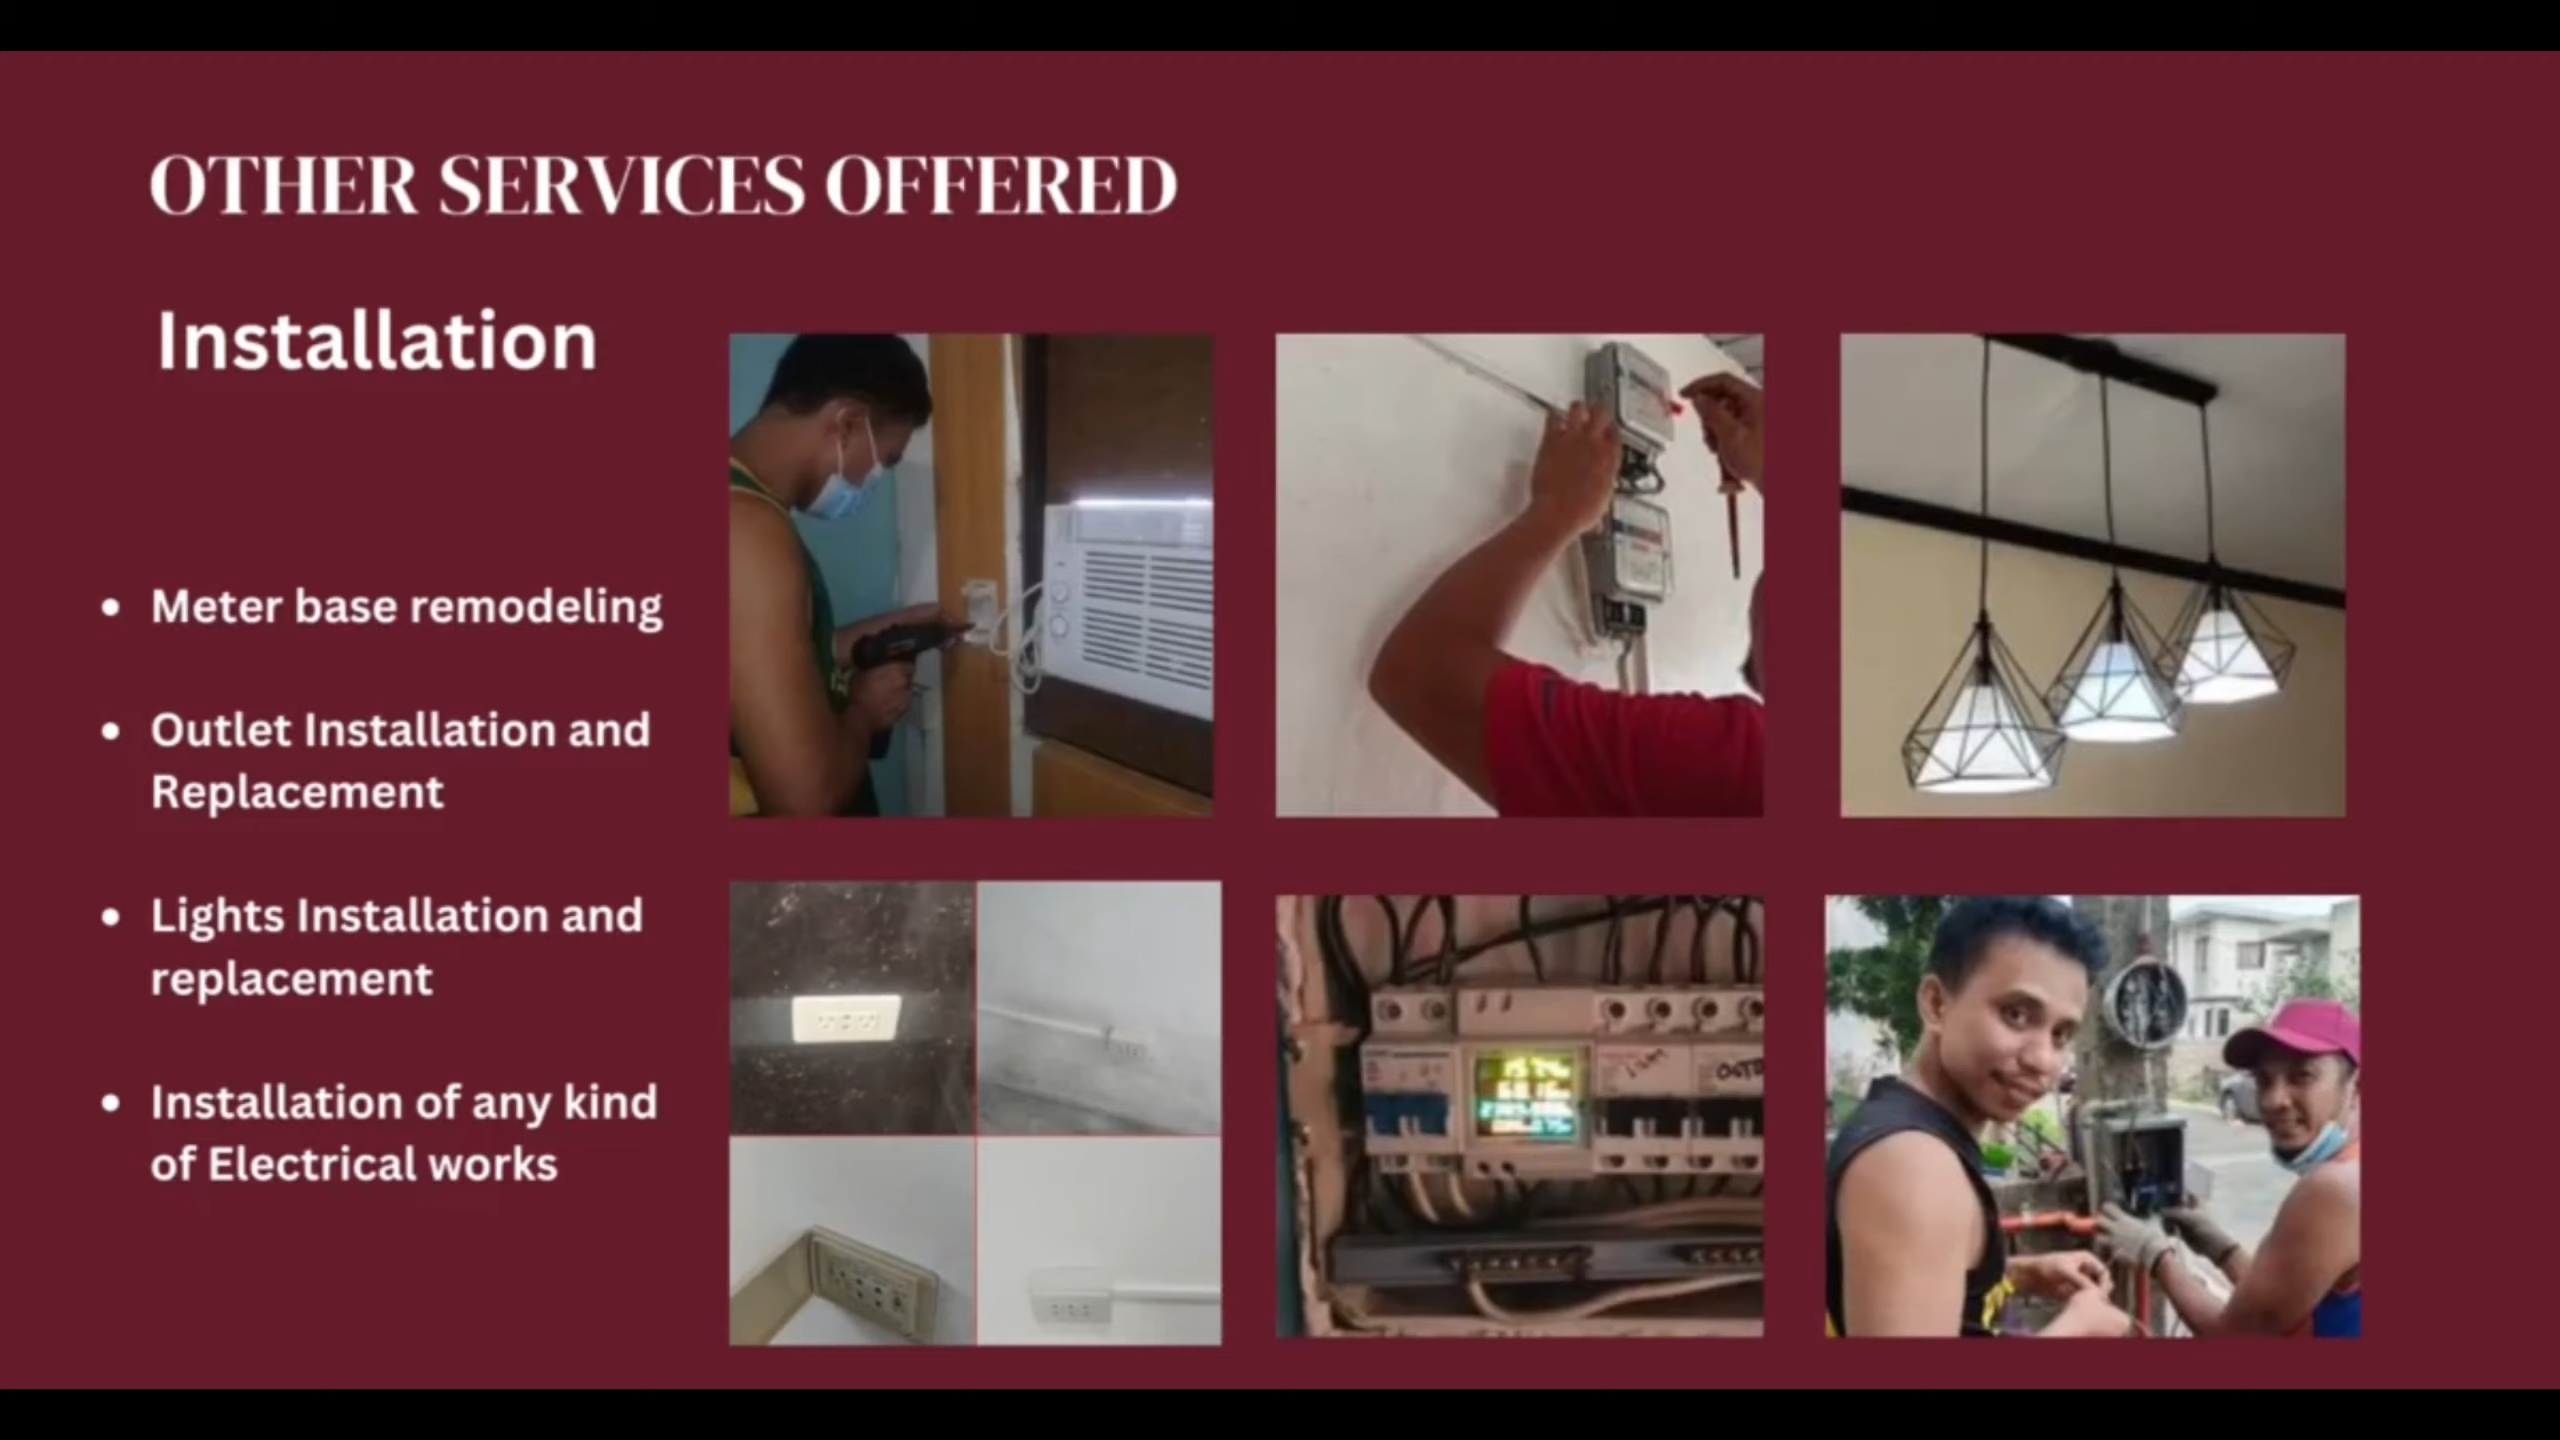 OTHER SERVICES OFFERED
Installation
• Meter base remodeling
• Outlet Installation and
Replacement
• Lights Installation and
replacement
• Installation of any kind
of Electrical works